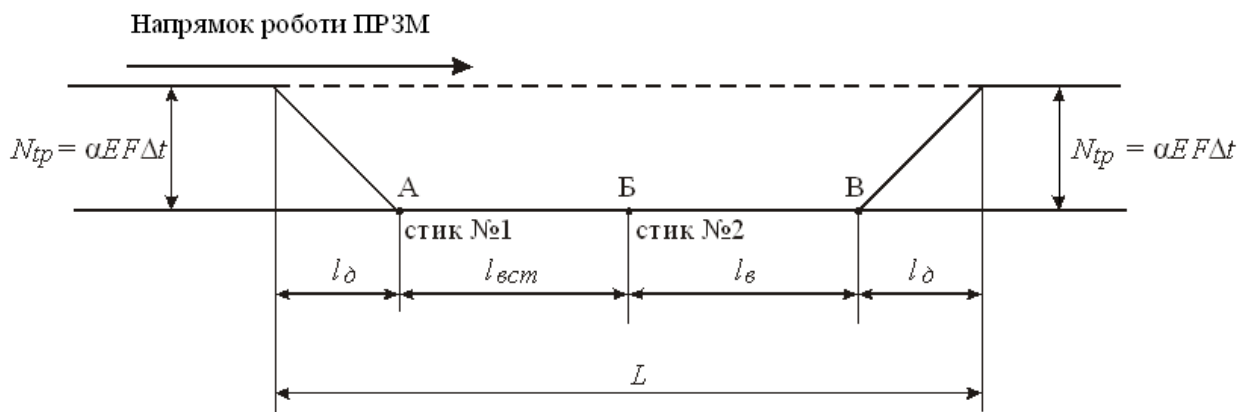 Напрямок роботи ПРЗМ
Ntp = αEFΔt
Ntp = αEFΔt
А
Б
В
стик №1
стик №2
lд
lвст
lв
lд
L